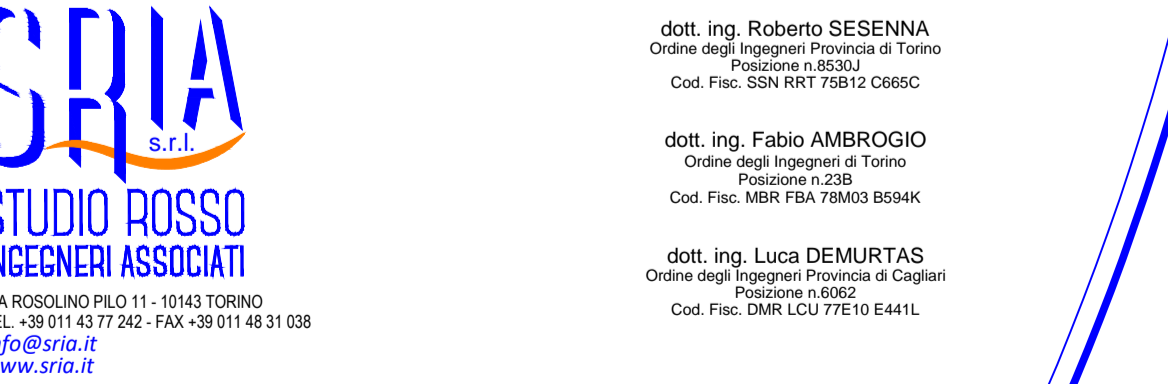 SRIA
s.r.l.
STUDIO ROSSO
INGEGNERI ASSOCIATI
A ROSOLINO PILO 11 - 10143 TORINO
EL. +39 011 43 77 242 - FAX +39 011 48 31 038
nfo@sria.it
ww.sria.it
dott. ing. Roberto SESENNA
Ordine degli Ingegneri Provincia di Torino
Posizione n.8530J
Cod. Fisc. SSN RRT 75B12 C665C
dott. ing. Fabio AMBROGIO
Ordine degli Ingegneri di Torino
Posizione n.23B
Cod. Fisc. MBR FBA 78M03 B594K
dott. ing. Luca DEMURTAS
Ordine degli Ingegneri Provincia di Cagliari
Posizione n.6062
Cod. Fisc. DMR LCU 77E10 E441L